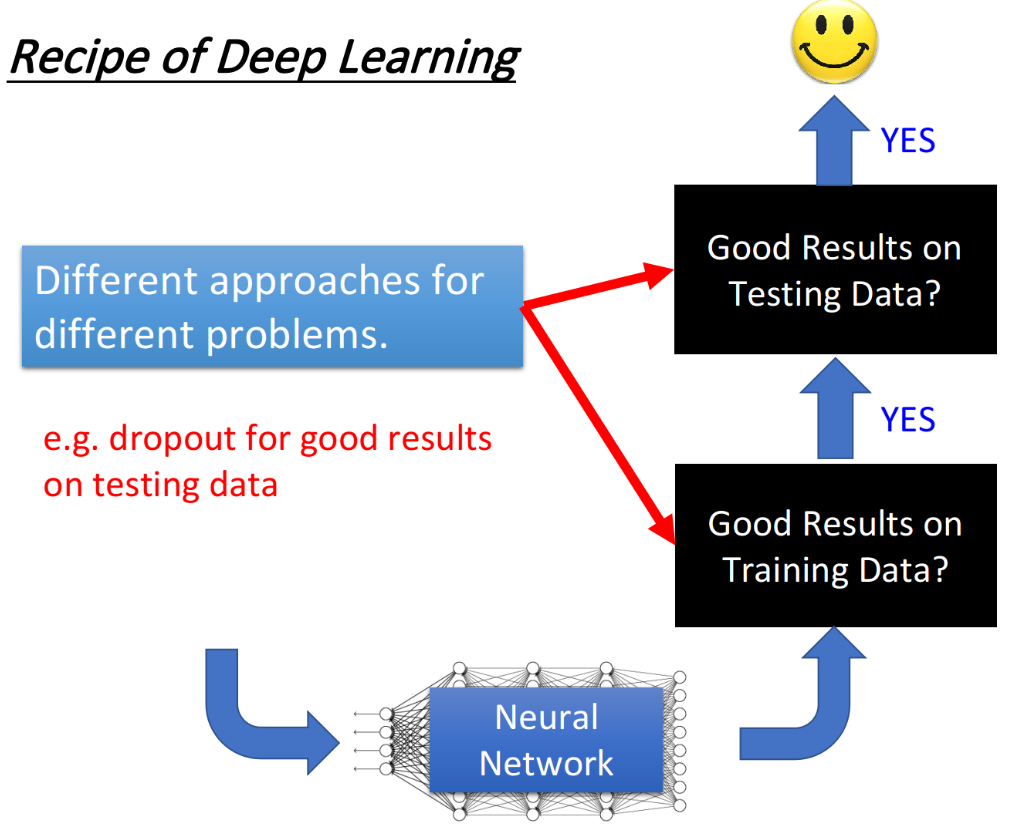 Recipe of Deep Learning
YES
Good Results on
Testing Data?
Different approaches for
different problems.
YES
e.g. dropout for good results
on testing data
Good Results on
Training Data?
Neural
Network